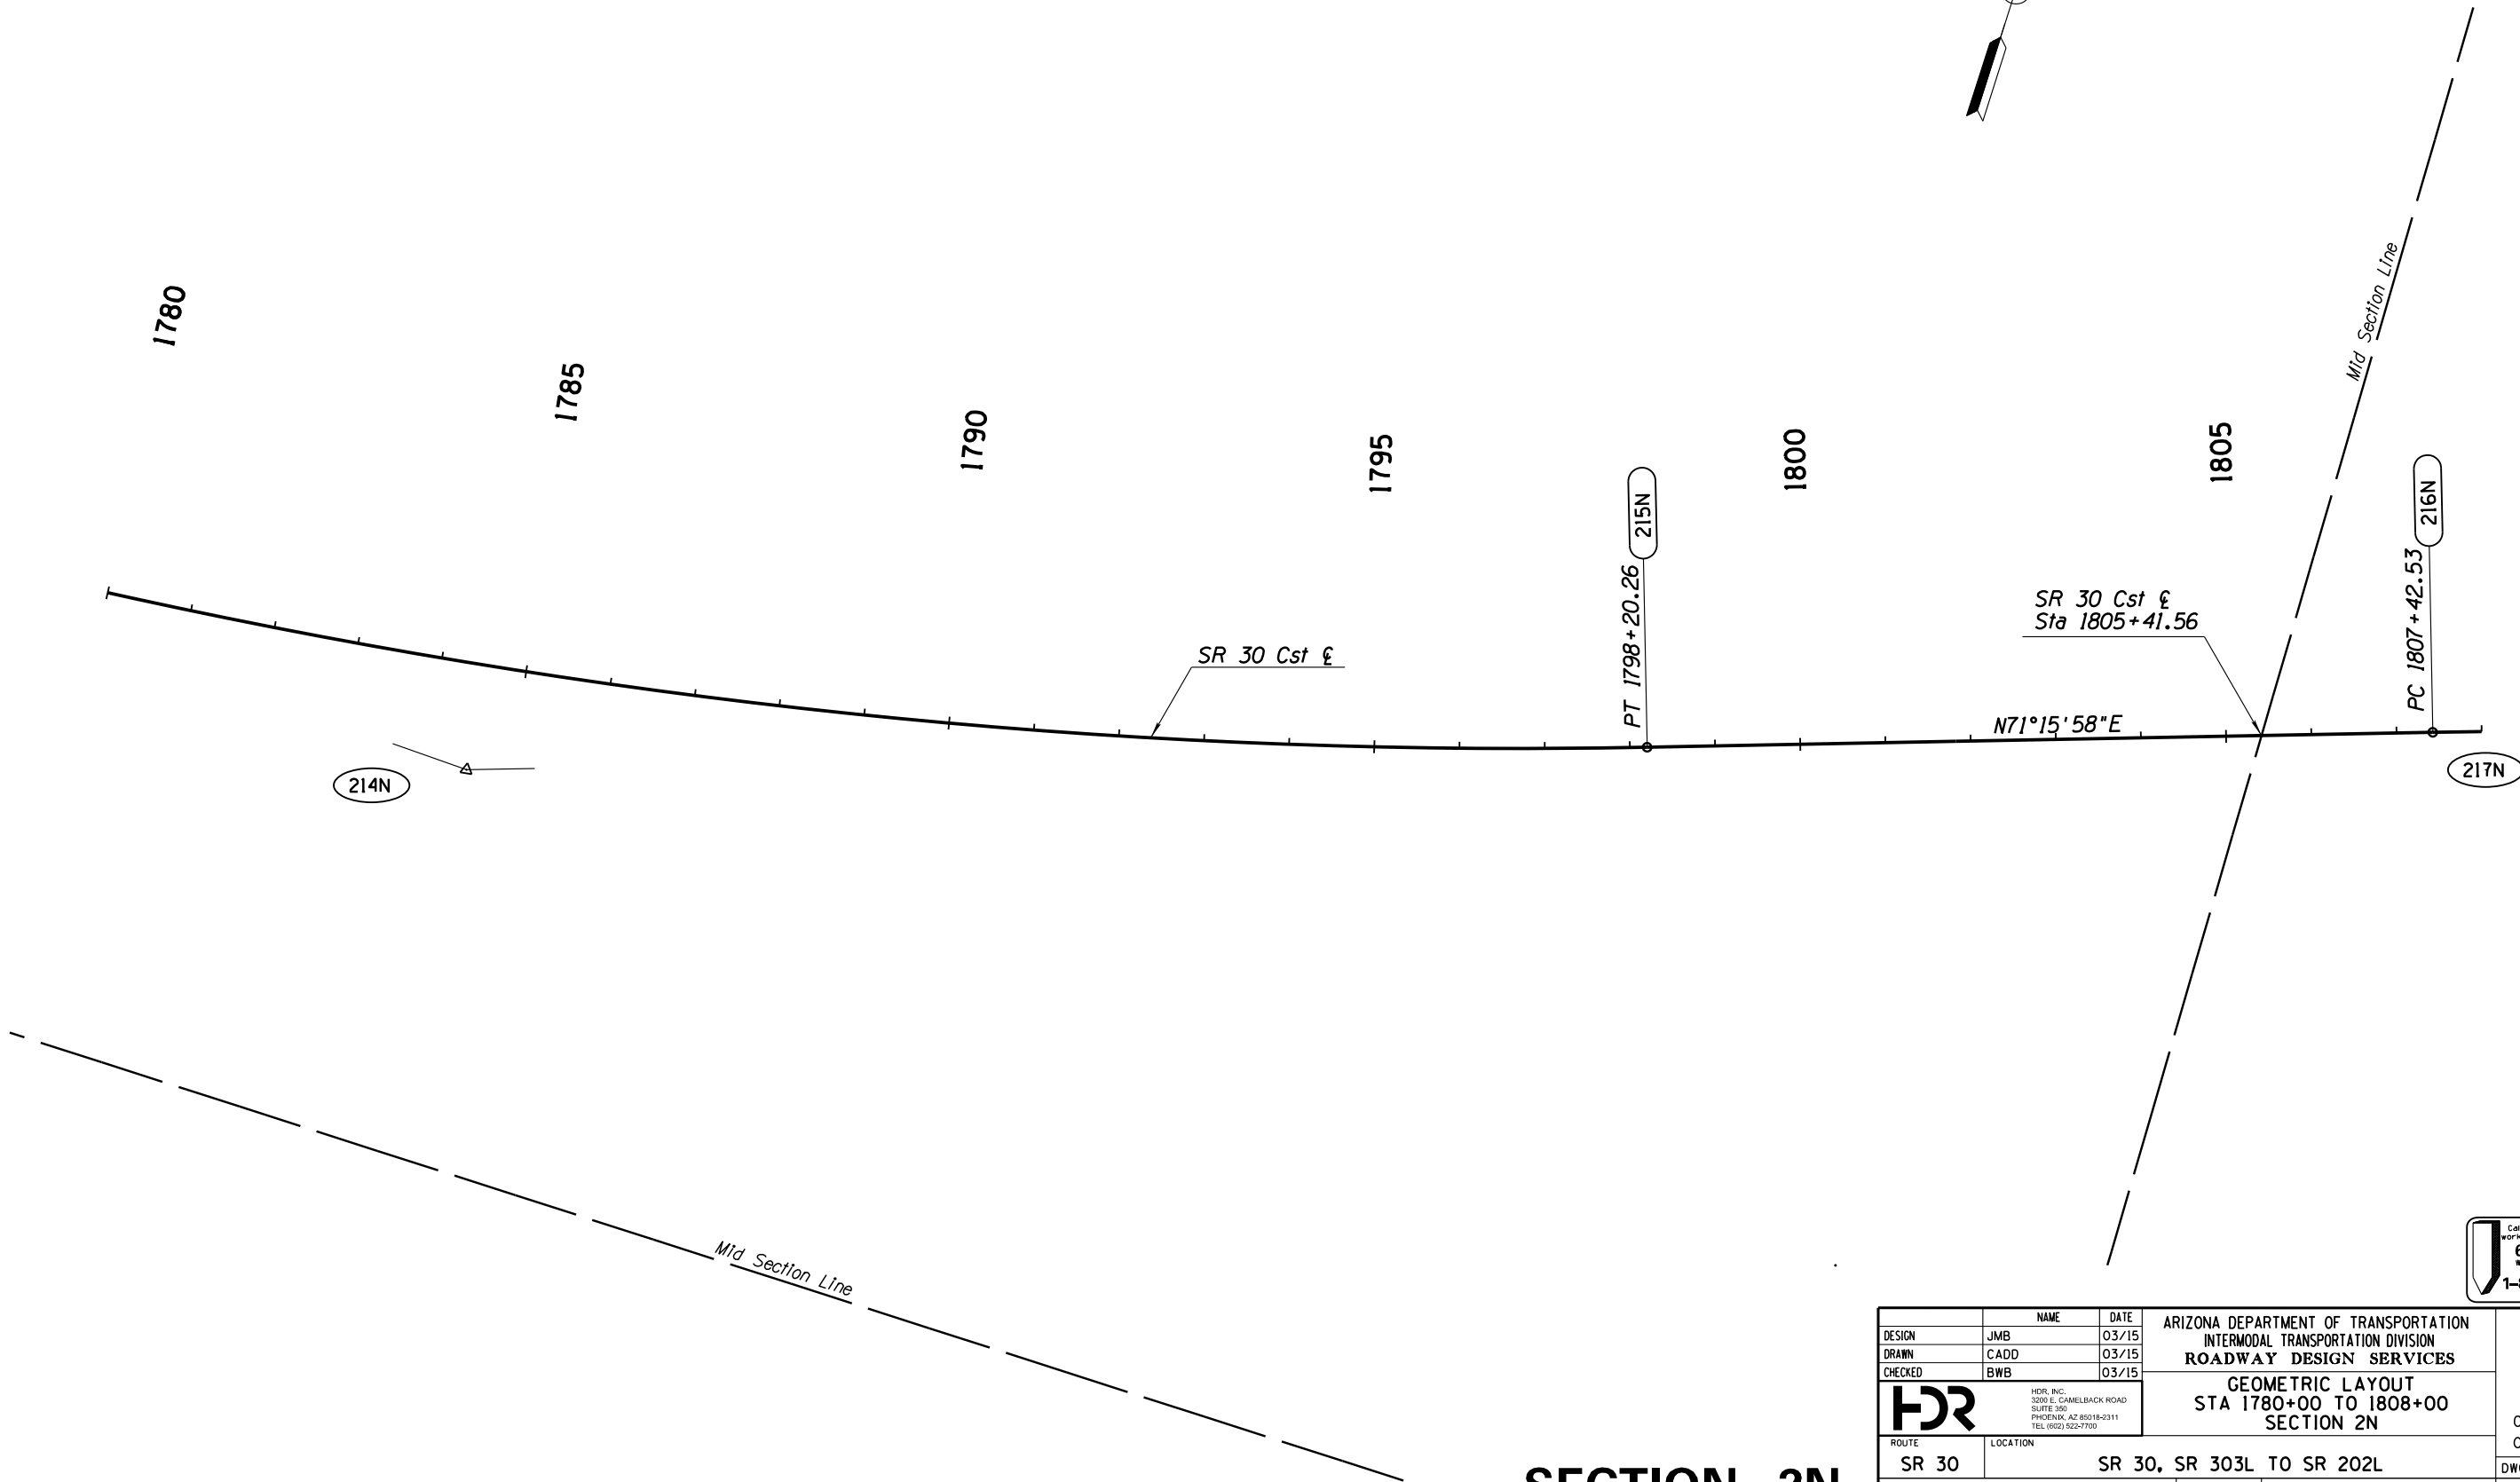 1780
1785
1790
1795
1800
1805
215N
216N
PT 1798+20.26
PC 1807+42.53
Mid Section Line
SR 30 Cst ℄
Sta 1805+41.56
SR 30 Cst ℄
N71°15'58"E
214N
217N
Mid Section Line
NAME DATE
DESIGN JMB 03/15
DRAWN CADD 03/15
CHECKED BWB 03/15
HDR
HDR, INC.
3200 E. CAMELBACK ROAD
SUITE 350
PHOENIX, AZ 85018-2311
TEL (602) 522-7700
ARIZONA DEPARTMENT OF TRANSPORTATION
INTERMODAL TRANSPORTATION DIVISION
ROADWAY DESIGN SERVICES
GEOMETRIC LAYOUT
STA 1780+00 TO 1808+00
SECTION 2N
ROUTE
SR 30
LOCATION
SR 30, SR 303L TO SR 202L
SECTION 2N